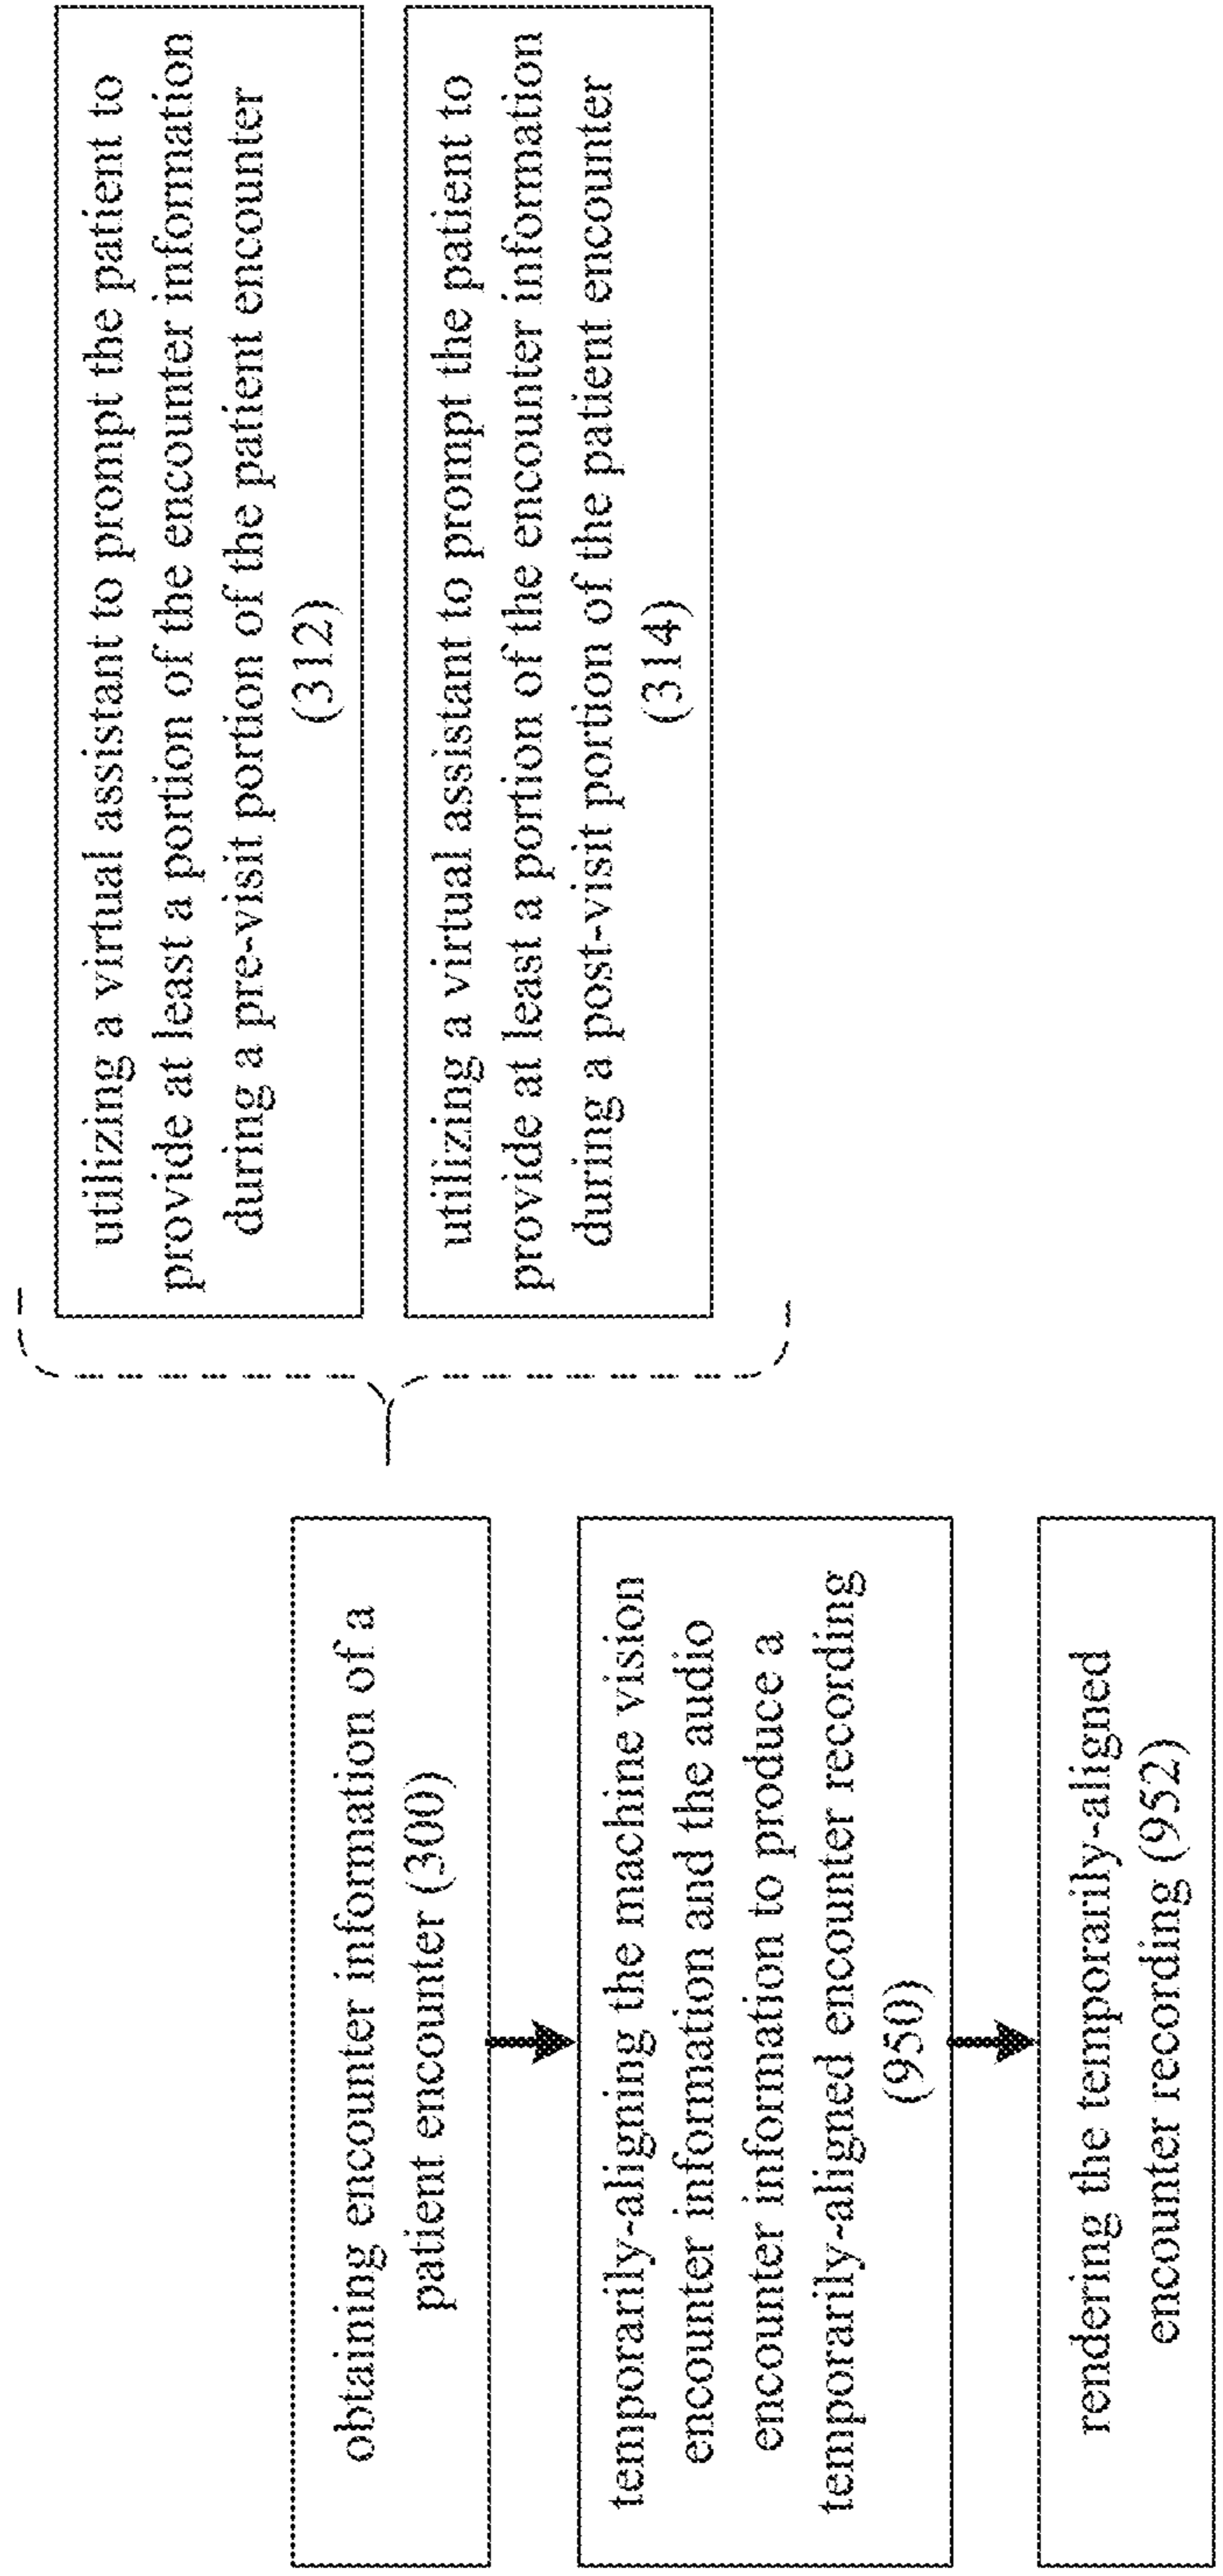 obtaining encounter information of a
patient encounter (300)
temporarily-aligning the machine vision
encounter information and the audio
encounter information to produce a
temporarily-aligned encounter recording
(950)
rendering the temporarily-aligned
encounter recording (952)
utilizing a virtual assistant to prompt the patient to
provide at least a portion of the encounter information
during a pre-visit portion of the patient encounter
(312)
utilizing a virtual assistant to prompt the patient to
provide at least a portion of the encounter information
during a post-visit portion of the patient encounter
(314)